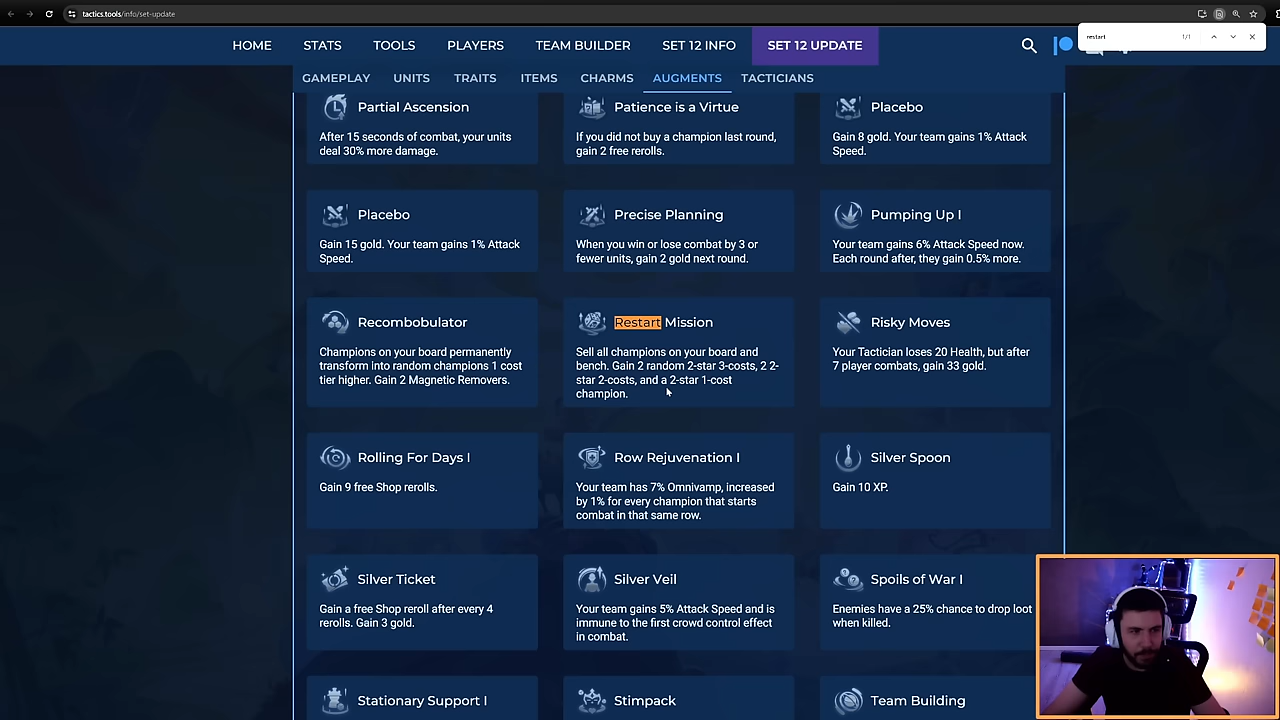 tactics.tools/info/set-update
restart
1/1
HOME STATS TOOLS PLAYERS TEAM BUILDER SET 12 INFO SET 12 UPDATE
GAMEPLAY UNITS TRAITS ITEMS CHARMS AUGMENTS TACTICIANS
Partial Ascension
After 15 seconds of combat, your units
deal 30% more damage.
Patience is a Virtue
If you did not buy a champion last round,
gain 2 free rerolls.
Placebo
Gain 8 gold. Your team gains 1% Attack
Speed.
Placebo
Gain 15 gold. Your team gains 1% Attack
Speed.
Precise Planning
When you win or lose combat by 3 or
fewer units, gain 2 gold next round.
Pumping Up I
Your team gains 6% Attack Speed now.
Each round after, they gain 0.5% more.
Recombobulator
Champions on your board permanently
transform into random champions 1 cost
tier higher. Gain 2 Magnetic Removers.
Restart Mission
Sell all champions on your board and
bench. Gain 2 random 2-star 3-costs, 2 2-
star 2-costs, and a 2-star 1-cost
champion.
Risky Moves
Your Tactician loses 20 Health, but after
7 player combats, gain 33 gold.
Rolling For Days I
Gain 9 free Shop rerolls.
Row Rejuvenation I
Your team has 7% Omnivamp, increased
by 1% for every champion that starts
combat in that same row.
Silver Spoon
Gain 10 XP.
Silver Ticket
Gain a free Shop reroll after every 4
rerolls. Gain 3 gold.
Silver Veil
Your team gains 5% Attack Speed and is
immune to the first crowd control effect
in combat.
Spoils of War I
Enemies have a 25% chance to drop loot
when killed.
Stationary Support I
Stimpack
Team Building